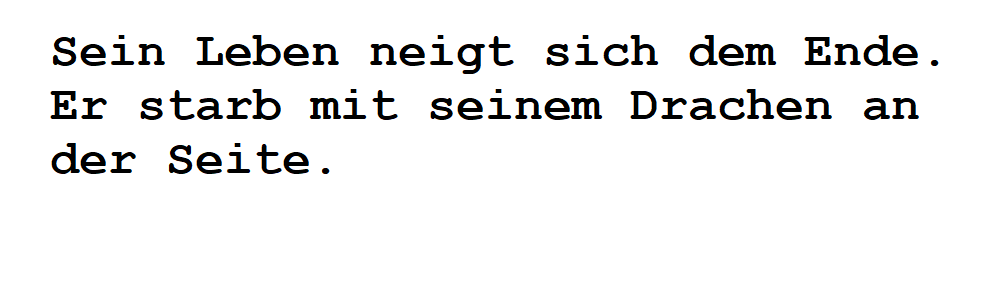 Sein Leben neigt sich dem Ende.
Er starb mit seinem Drachen an
der Seite.